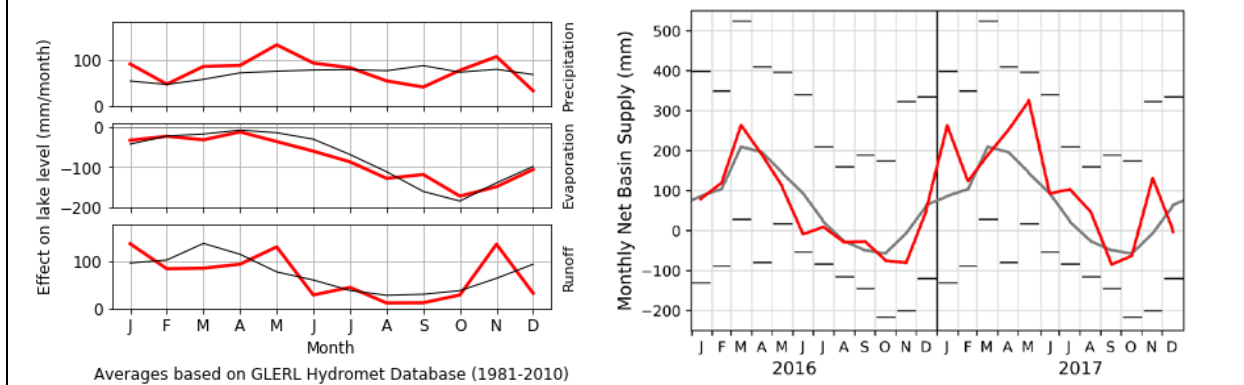 Effect on lake level (mm/month)
100
0
Precipitation
0
−100
−200
Evaporation
100
0
Runoff
J F M A M J J A S O N D
Month
Averages based on GLERL Hydromet Database (1981-2010)
Monthly Net Basin Supply (mm)
500
400
300
200
100
0
−100
−200
J F M A M J J A S O N D J F M A M J J A S O N D
2016 2017